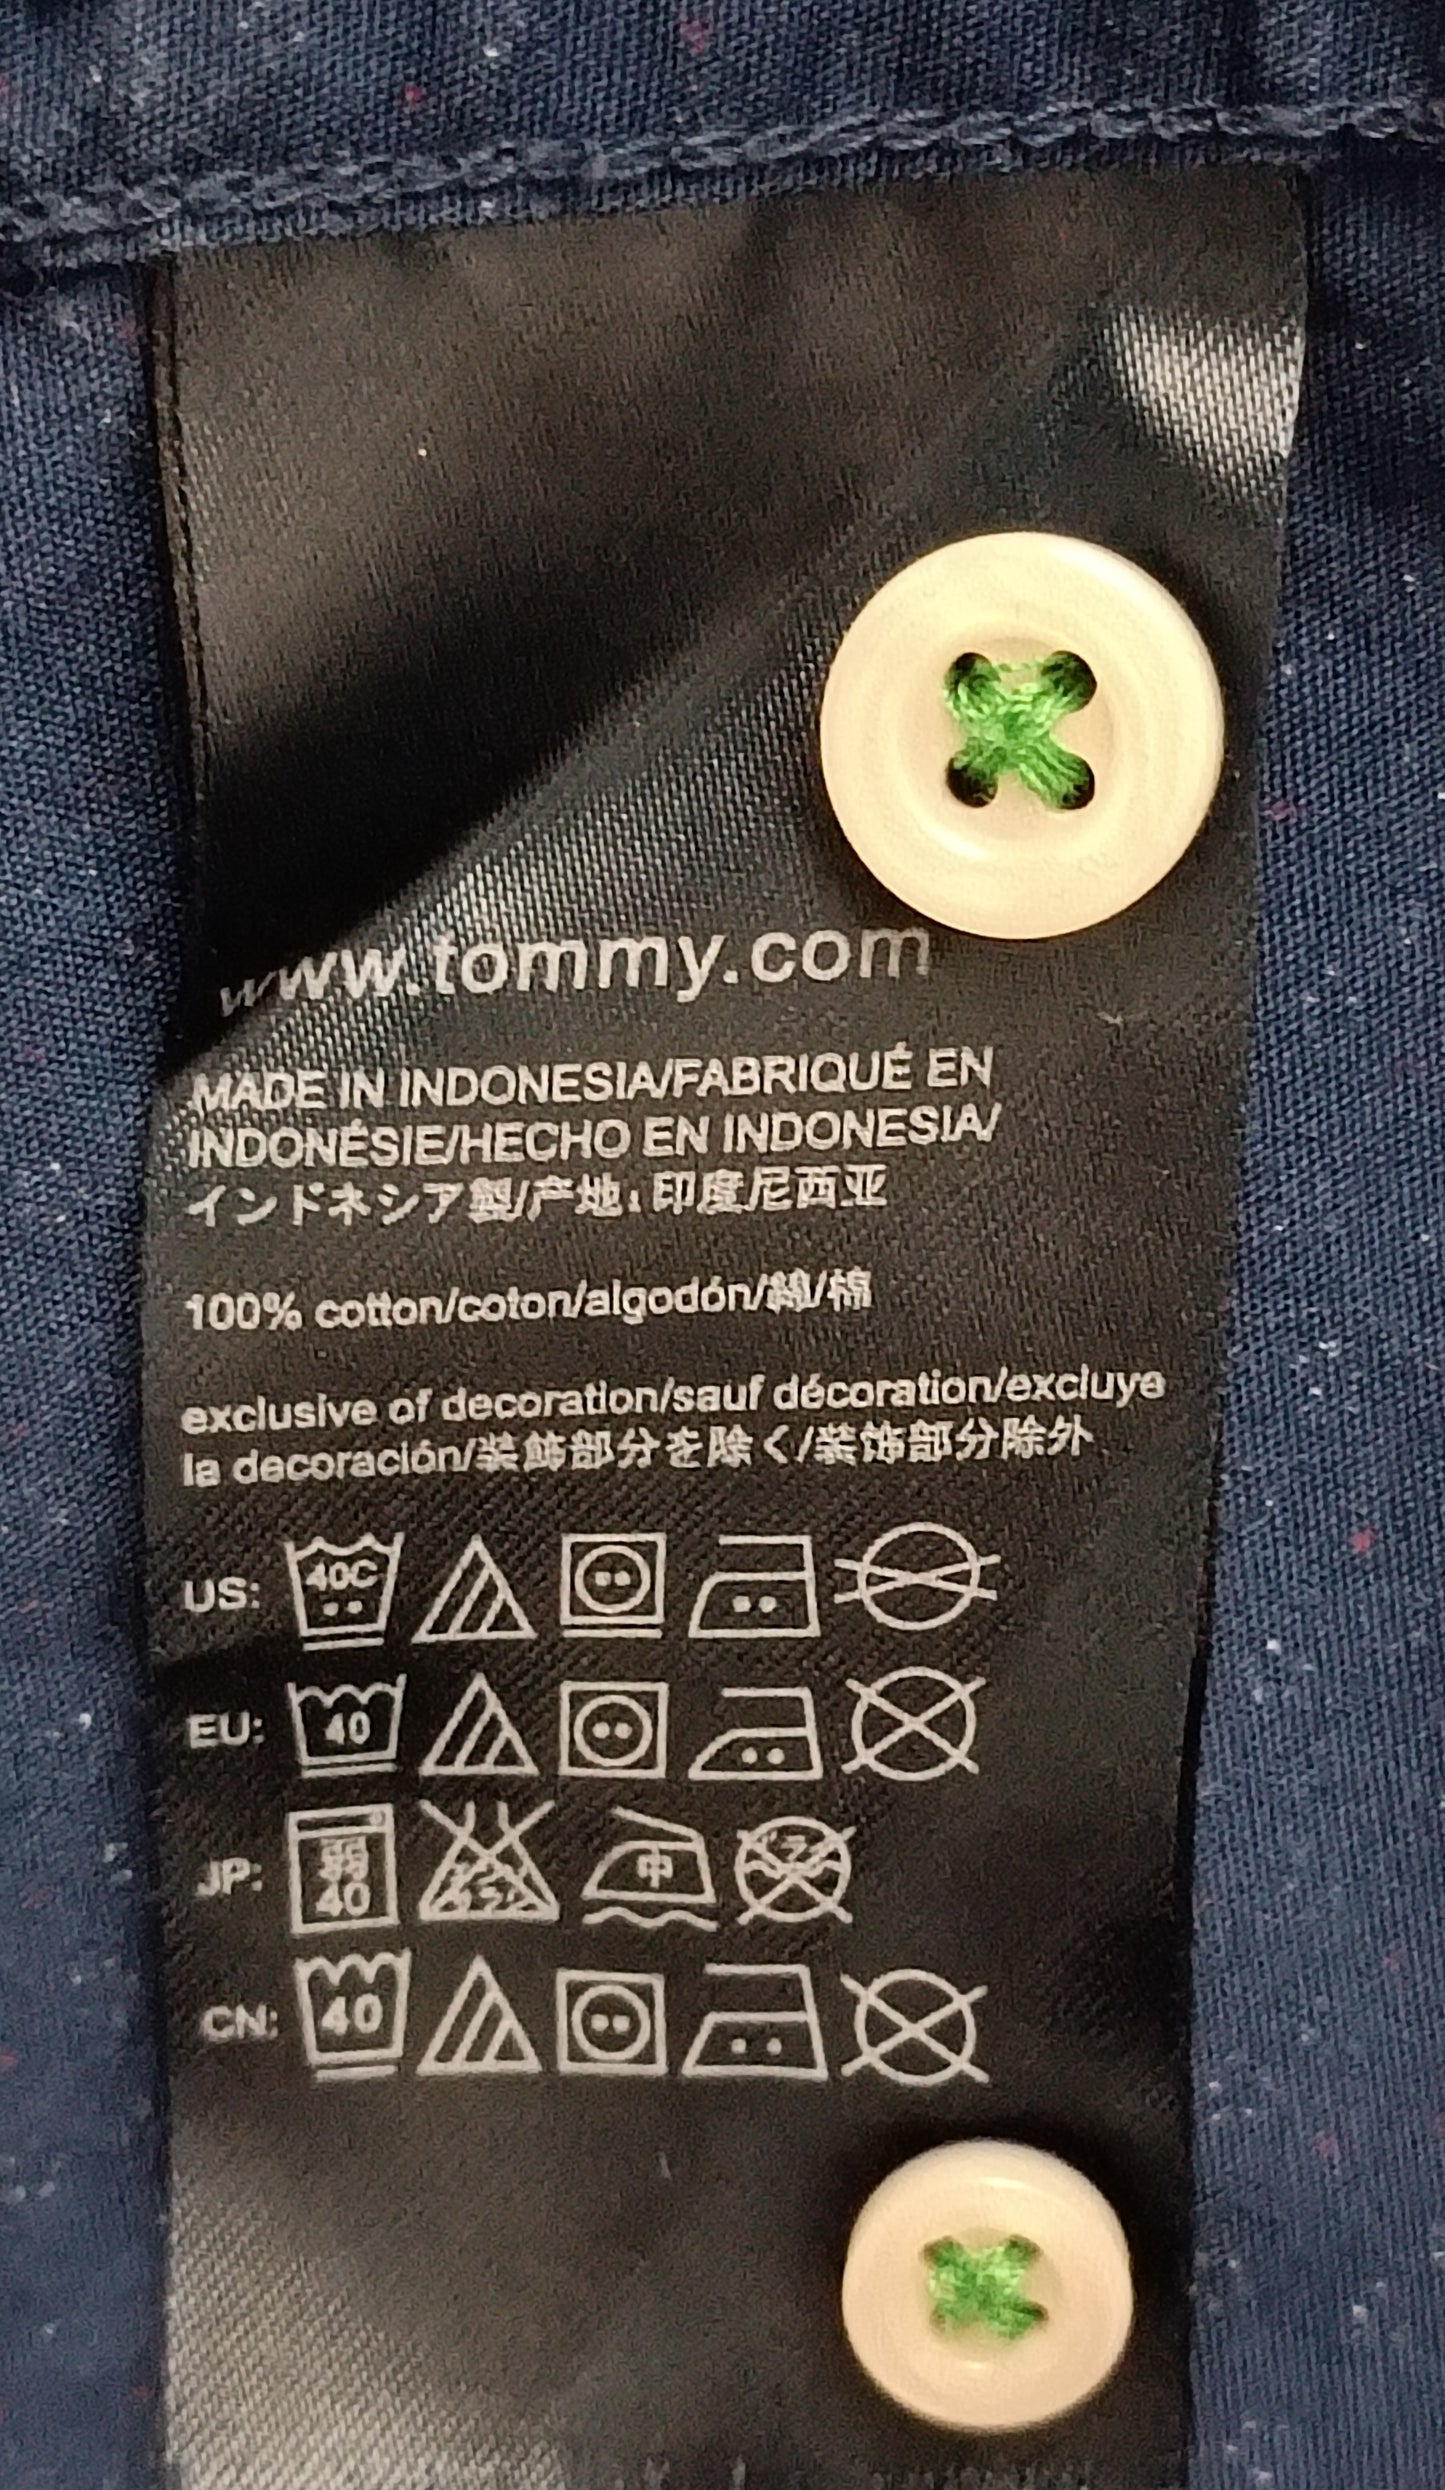 www.tommy.com
MADE IN INDONESIA/FABRIQUÉ EN
INDONÉSIE/HECHO EN INDONESIA/
インドネシア製/产地：印度尼西亚
100% cotton/coton/algodón/綿/棉
exclusive of decoration/sauf décoration/excluye
la decoración/装飾部分を除く/装饰部分除外
US: 40C
EU: 40
JP: 弱 40 中
CN: 40